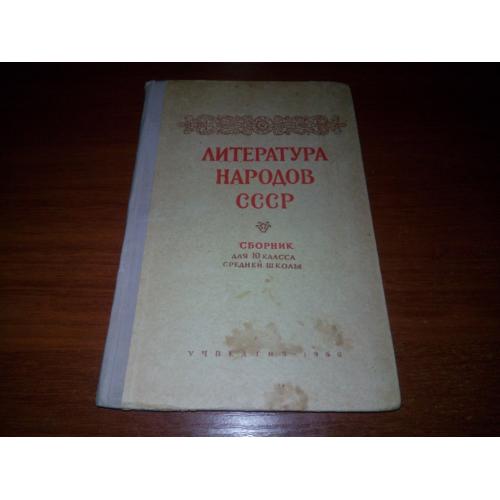 ЛИТЕРАТУРА
НАРОДОВ
СССР
СБОРНИК
ДЛЯ 10 КЛАССА
СРЕДНЕЙ ШКОЛЫ
УЧПЕДГИЗ